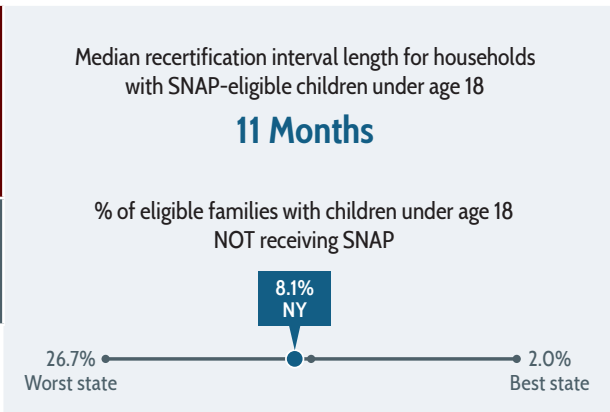 Median recertification interval length for households
with SNAP-eligible children under age 18
11 Months
% of eligible families with children under age 18
NOT receiving SNAP
8.1%
NY
26.7%
Worst state
2.0%
Best state